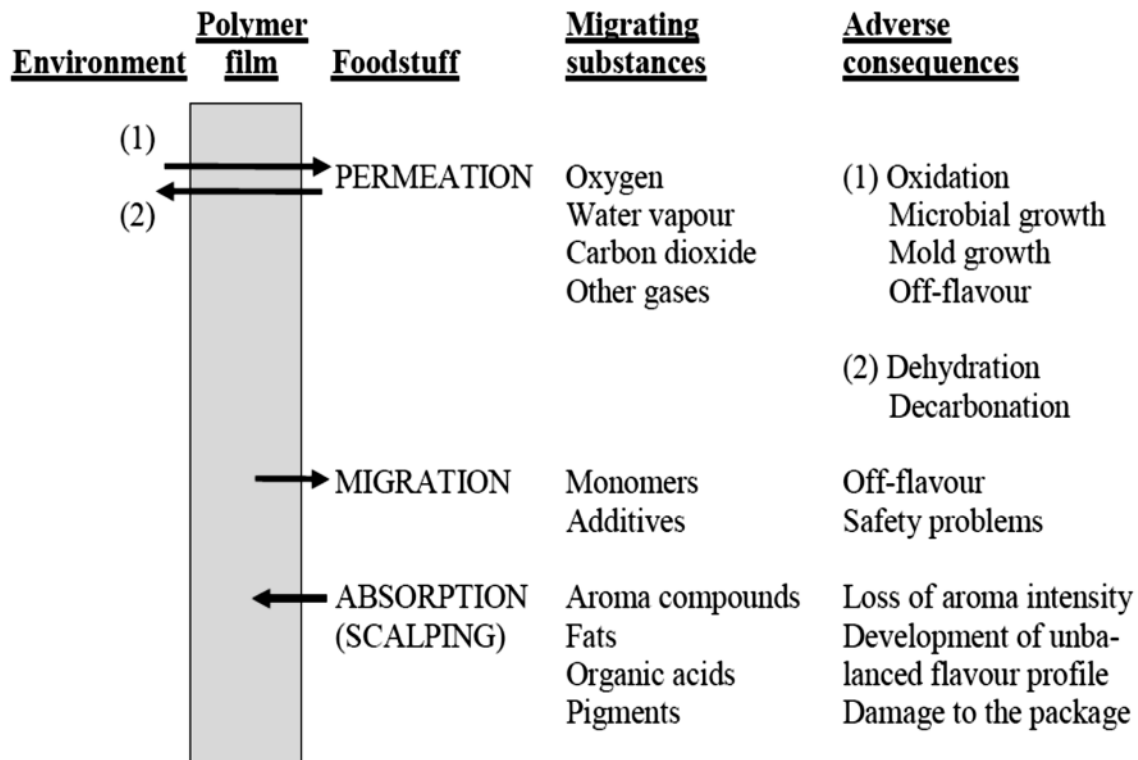 Environment Polymer film Foodstuff Migrating substances Adverse consequences
(1)
(2)
PERMEATION
Oxygen
Water vapour
Carbon dioxide
Other gases
(1) Oxidation
Microbial growth
Mold growth
Off-flavour
(2) Dehydration
Decarbonation
MIGRATION
Monomers
Additives
Off-flavour
Safety problems
ABSORPTION
(SCALPING)
Aroma compounds
Fats
Organic acids
Pigments
Loss of aroma intensity
Development of unba-
lanced flavour profile
Damage to the package